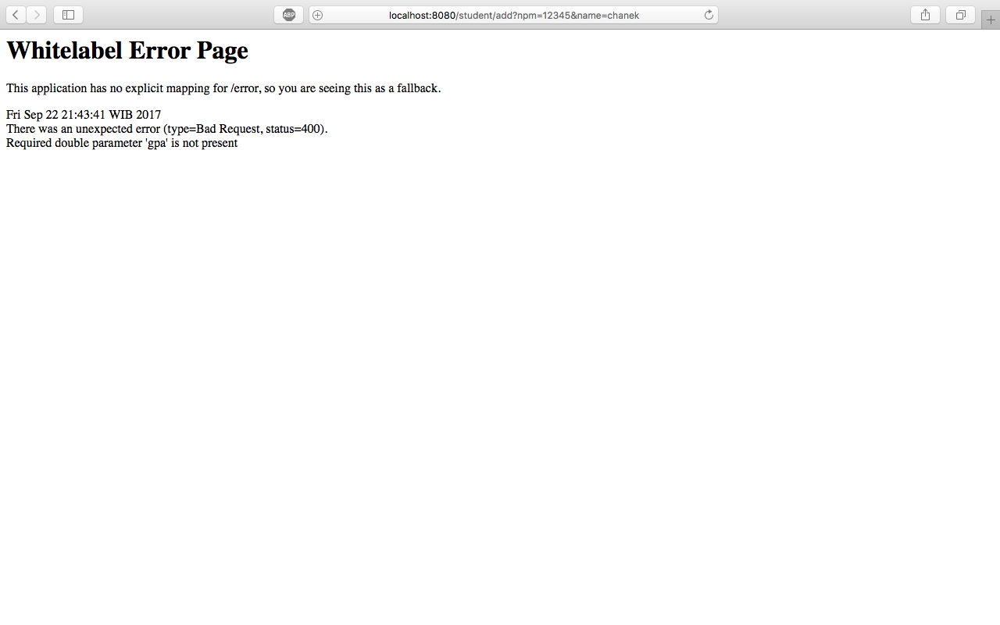 ABP
localhost:8080/student/add?npm=12345&name=chanek
Whitelabel Error Page
This application has no explicit mapping for /error, so you are seeing this as a fallback.
Fri Sep 22 21:43:41 WIB 2017
There was an unexpected error (type=Bad Request, status=400).
Required double parameter 'gpa' is not present